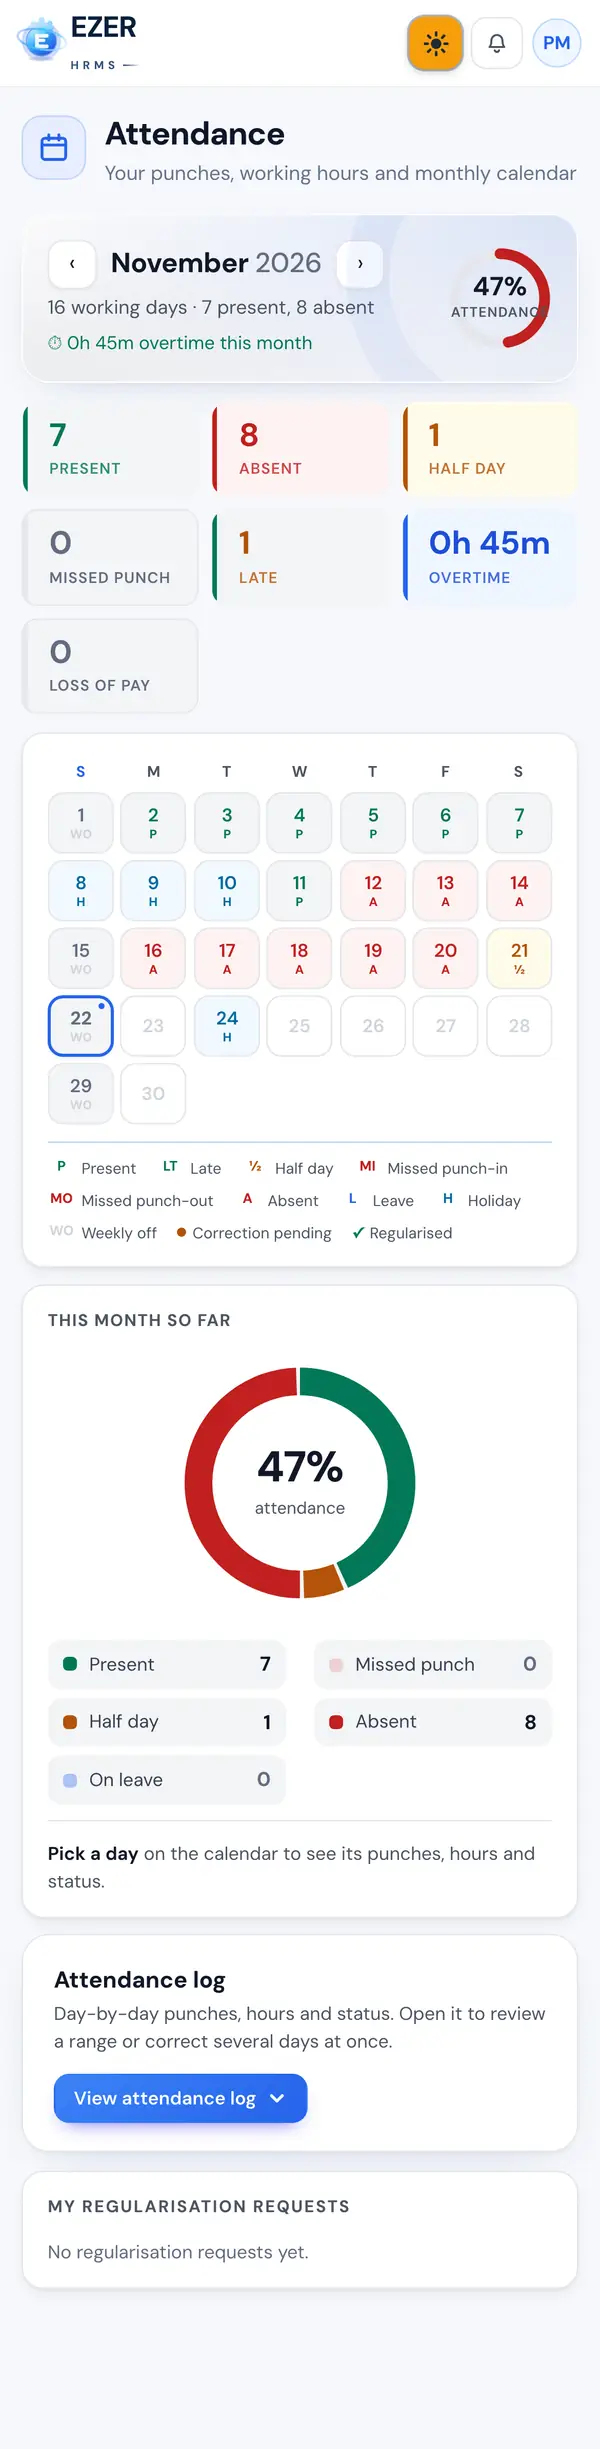 EZER
HRMS
PM
Attendance
Your punches, working hours and monthly calendar
‹ November 2026 ›
16 working days · 7 present, 8 absent
0h 45m overtime this month
47%
ATTENDANCE
7
PRESENT
8
ABSENT
1
HALF DAY
0
MISSED PUNCH
1
LATE
0h 45m
OVERTIME
0
LOSS OF PAY
S M T W T F S
1 2 3 4 5 6 7
WO P P P P P P
8 9 10 11 12 13 14
H H H P A A A
15 16 17 18 19 20 21
WO A A A A A ½
22 23 24 25 26 27 28
WO H
29 30
WO
P Present LT Late ½ Half day MI Missed punch-in
MO Missed punch-out A Absent L Leave H Holiday
WO Weekly off Correction pending ✓ Regularised
THIS MONTH SO FAR
47%
attendance
Present 7 Missed punch 0
Half day 1 Absent 8
On leave 0
Pick a day on the calendar to see its punches, hours and
status.
Attendance log
Day-by-day punches, hours and status. Open it to review
a range or correct several days at once.
View attendance log
MY REGULARISATION REQUESTS
No regularisation requests yet.